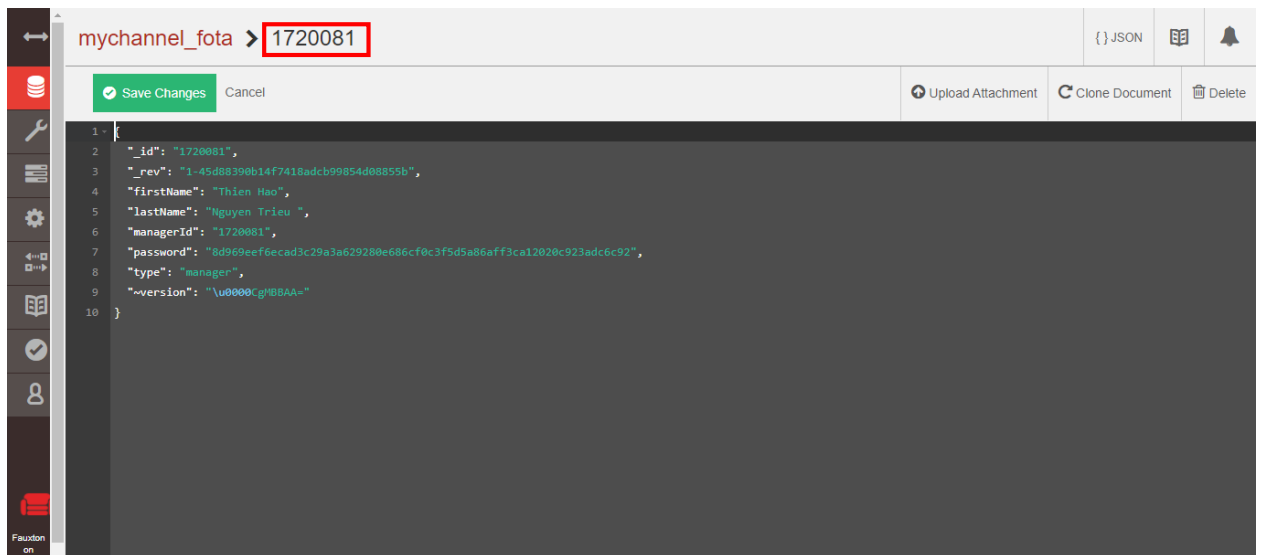 mychannel_fota > 1720081
{ } JSON
Save Changes Cancel
Upload Attachment Clone Document Delete
1 {
2 "_id": "1720081",
3 "_rev": "1-45d88390b14f7418adcb99854d08855b",
4 "firstName": "Thien Hao",
5 "lastName": "Nguyen Trieu ",
6 "managerId": "1720081",
7 "password": "8d969eef6ecad3c29a3a629280e686cf0c3f5d5a86aff3ca12020c923adc6c92",
8 "type": "manager",
9 "~version": "\u0000CgMBBAA="
10 }
Fauxton
on